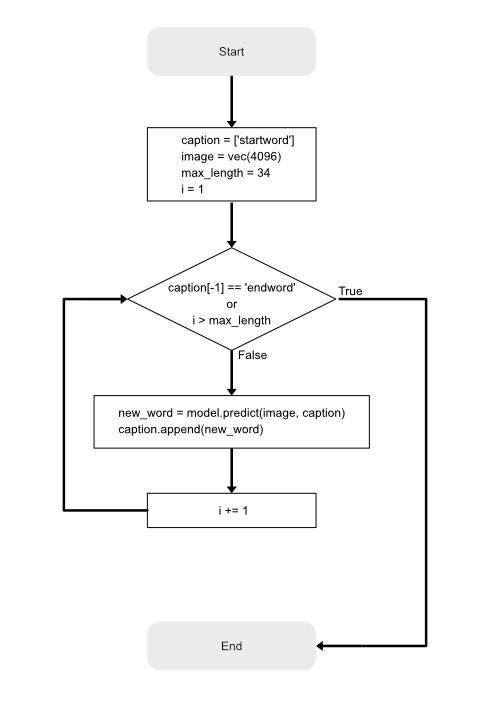 Start
caption = ['startword']
image = vec(4096)
max_length = 34
i = 1
caption[-1] == 'endword'
or
i > max_length
True
False
new_word = model.predict(image, caption)
caption.append(new_word)
i += 1
End